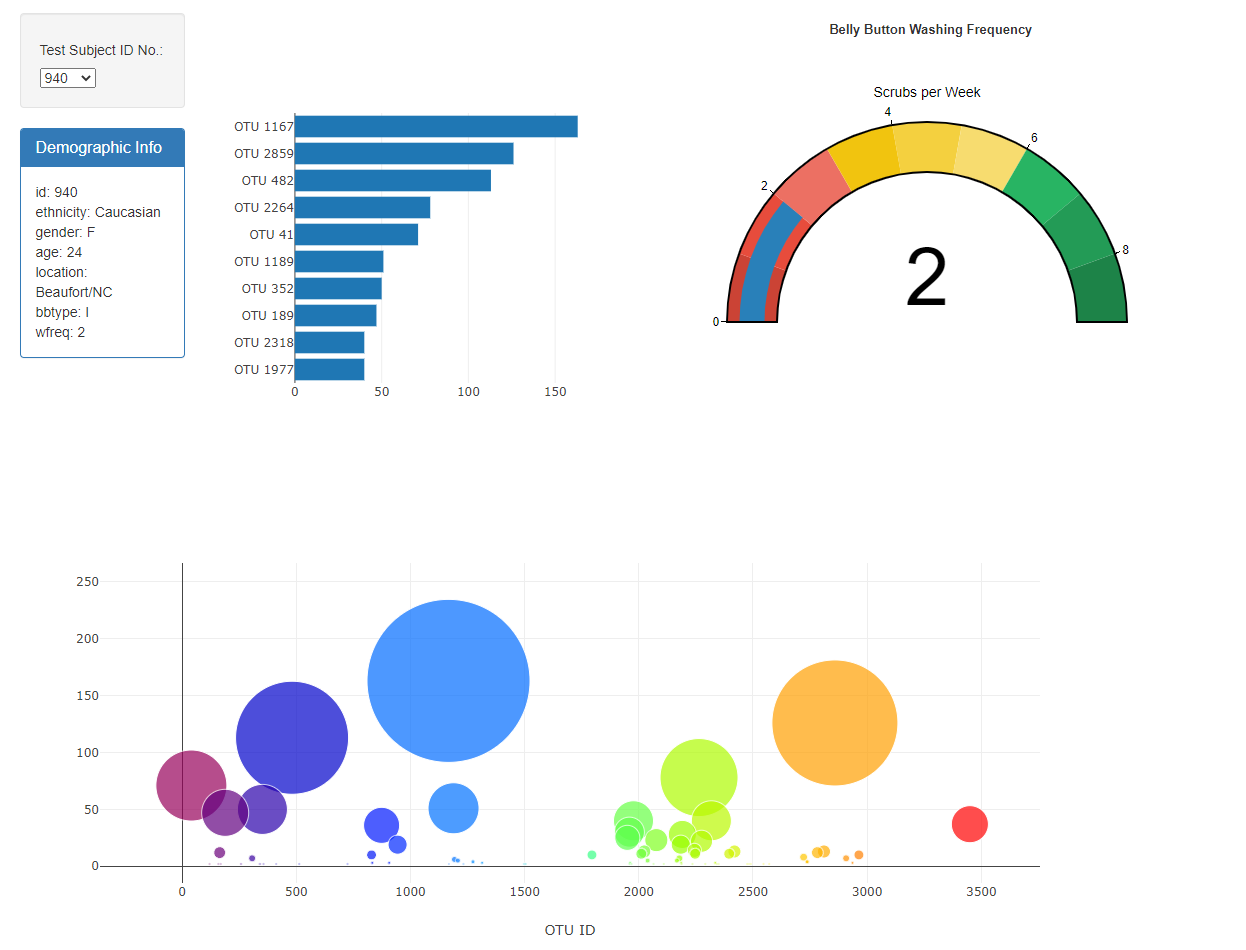 Test Subject ID No.:
940
Demographic Info
id: 940
ethnicity: Caucasian
gender: F
age: 24
location:
Beaufort/NC
bbtype: I
wfreq: 2
OTU 1167
OTU 2859
OTU 482
OTU 2264
OTU 41
OTU 1189
OTU 352
OTU 189
OTU 2318
OTU 1977
0 50 100 150
Belly Button Washing Frequency
Scrubs per Week
0
2
4
6
8
2
250
200
150
100
50
0
0 500 1000 1500 2000 2500 3000 3500
OTU ID